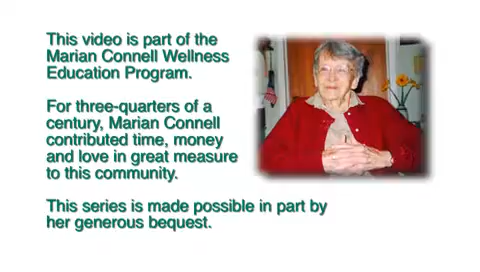 This video is part of the
Marian Connell Wellness
Education Program.
For three-quarters of a
century, Marian Connell
contributed time, money
and love in great measure
to this community.
This series is made possible in part by
her generous bequest.